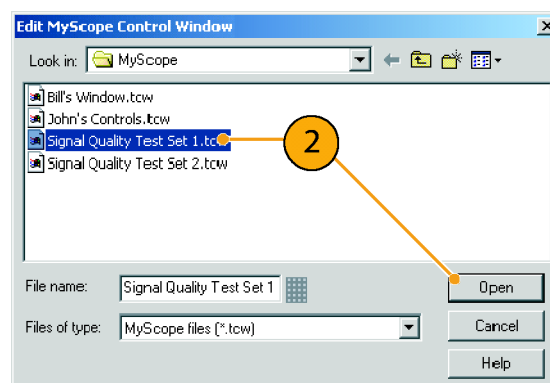 Edit MyScope Control Window
Look in: MyScope
Bill's Window.tcw
John's Controls.tcw
Signal Quality Test Set 1.tcw
Signal Quality Test Set 2.tcw
2
File name: Signal Quality Test Set 1
Open
Files of type: MyScope files (*.tcw)
Cancel
Help